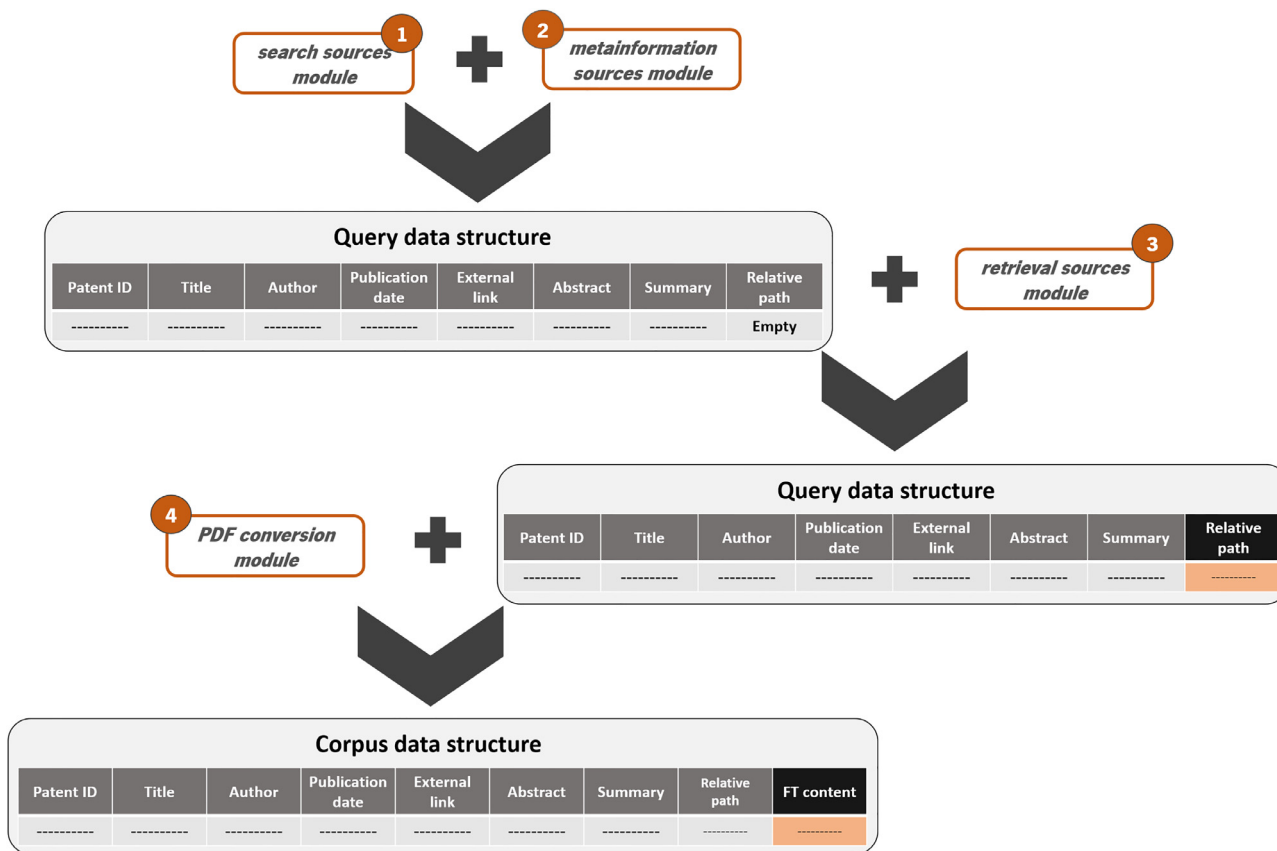 1
search sources
module
2
metainformation
sources module
Query data structure
Patent ID Title Author Publication date External link Abstract Summary Relative path
---------- ---------- ---------- ---------- ---------- ---------- ---------- Empty
3
retrieval sources
module
4
PDF conversion
module
Query data structure
Patent ID Title Author Publication date External link Abstract Summary Relative path
---------- ---------- ---------- ---------- ---------- ---------- ---------- ----------
Corpus data structure
Patent ID Title Author Publication date External link Abstract Summary Relative path FT content
---------- ---------- ---------- ---------- ---------- ---------- ---------- ---------- ----------